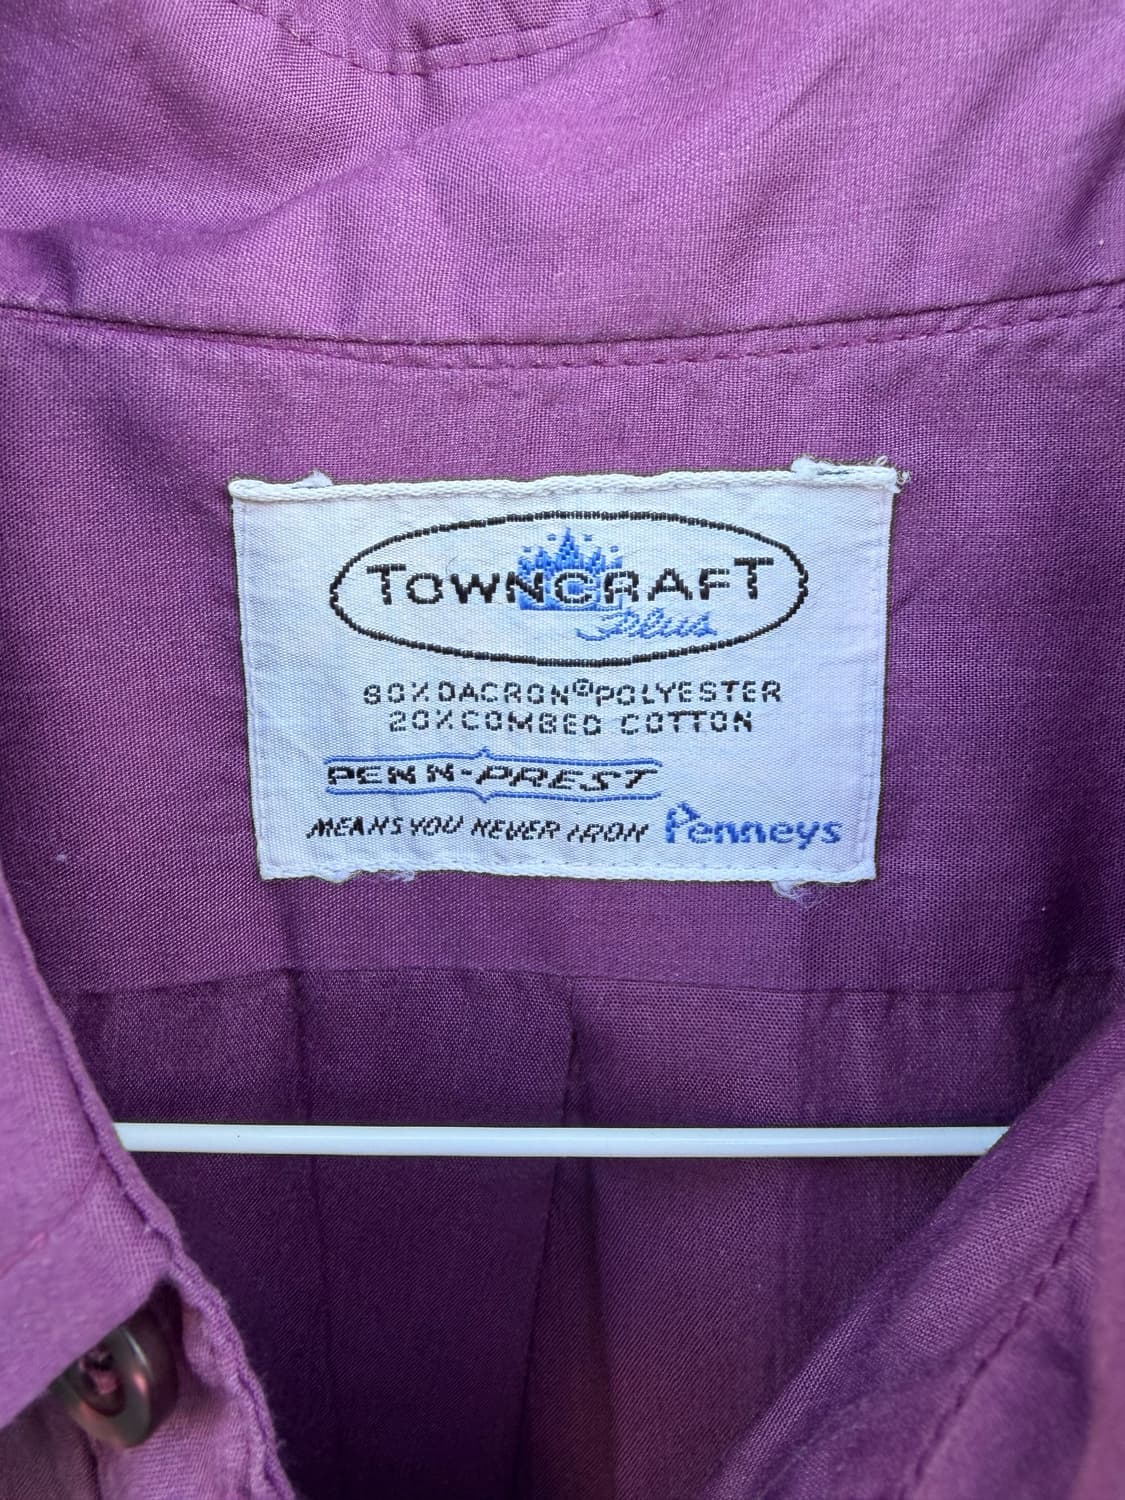 TOWNCRAFT
Plus
80% DACRON® POLYESTER
20% COMBED COTTON
PENN-PREST
MEANS YOU NEVER IRON Penneys